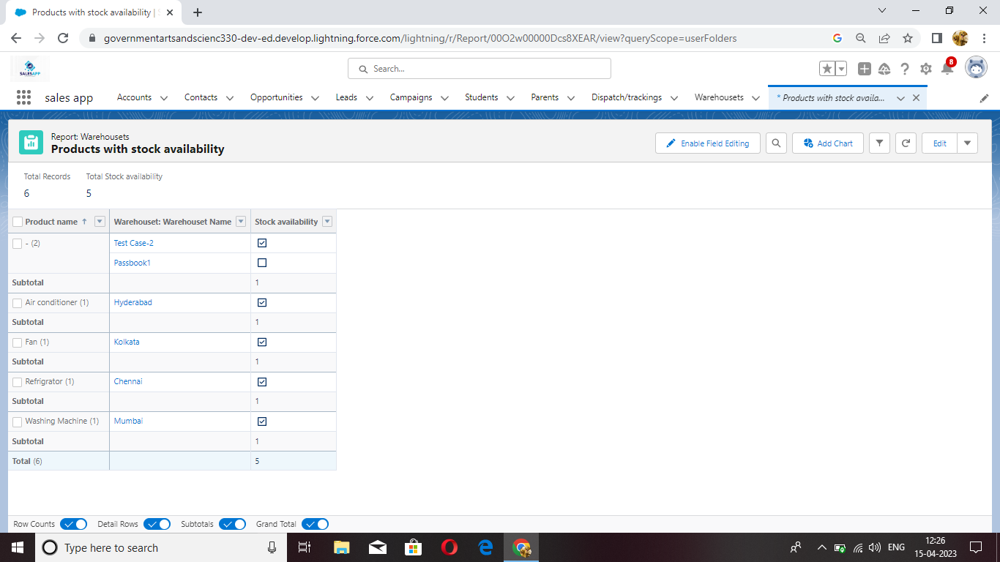 Products with stock availability | S
governmentartsandscienc330-dev-ed.develop.lightning.force.com/lightning/r/Report/00O2w00000Dcs8XEAR/view?queryScope=userFolders
SALESAPP
Search...
8
sales app Accounts Contacts Opportunities Leads Campaigns Students Parents Dispatch/trackings Warehousets * Products with stock availa...
Report: Warehousets
Products with stock availability
Enable Field Editing Add Chart Edit
Total Records Total Stock availability
6 5
Product name ↑ Warehouset: Warehouset Name Stock availability
- (2) Test Case-2
Passbook1
Subtotal 1
Air conditioner (1) Hyderabad
Subtotal 1
Fan (1) Kolkata
Subtotal 1
Refrigrator (1) Chennai
Subtotal 1
Washing Machine (1) Mumbai
Subtotal 1
Total (6) 5
Row Counts Detail Rows Subtotals Grand Total
Type here to search ENG 12:26
15-04-2023